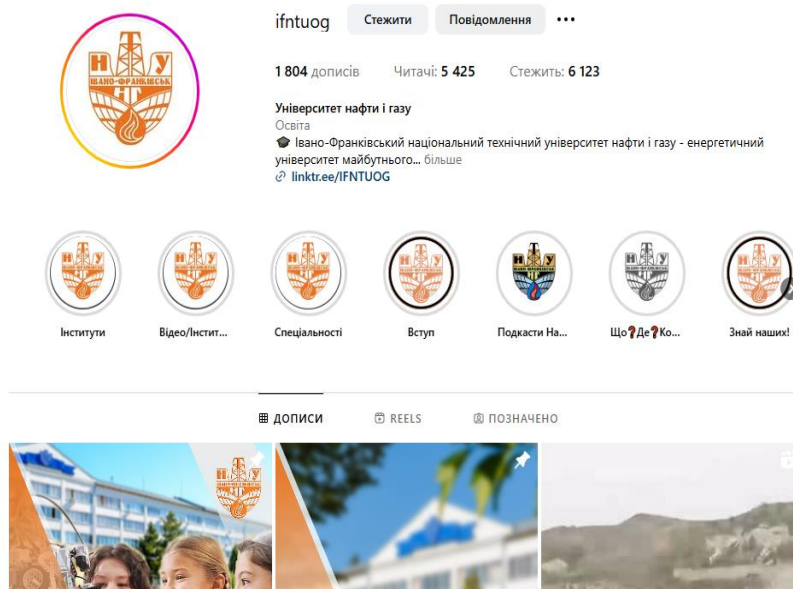 ifntuog Стежити Повідомлення •••
1 804 дописів Читачі: 5 425 Стежить: 6 123
Університет нафти і газу
Освіта
🎓 Івано-Франківський національний технічний університет нафти і газу - енергетичний
університет майбутнього... більше
linktr.ee/IFNTUOG
Т
Н У
ІВАНО-ФРАНКІВСЬК
Н Г
Інститути Відео/Інстит... Спеціальності Вступ Подкасти На... Що❓Де❓Ко... Знай наших!
ДОПИСИ REELS ПОЗНАЧЕНО